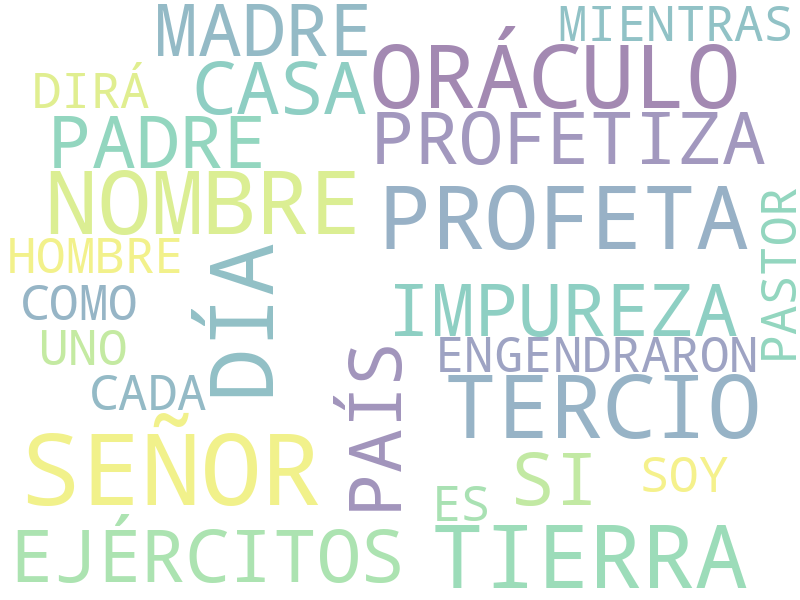 MADRE
MIENTRAS
DIRÁ
CASA
ORÁCULO
PADRE
PROFETIZA
NOMBRE
PROFETA
PASTOR
HOMBRE
DÍA
COMO
IMPUREZA
UNO
ENGENDRARON
CADA
PAÍS
TERCIO
SEÑOR
SI
SOY
ES
EJÉRCITOS
TIERRA